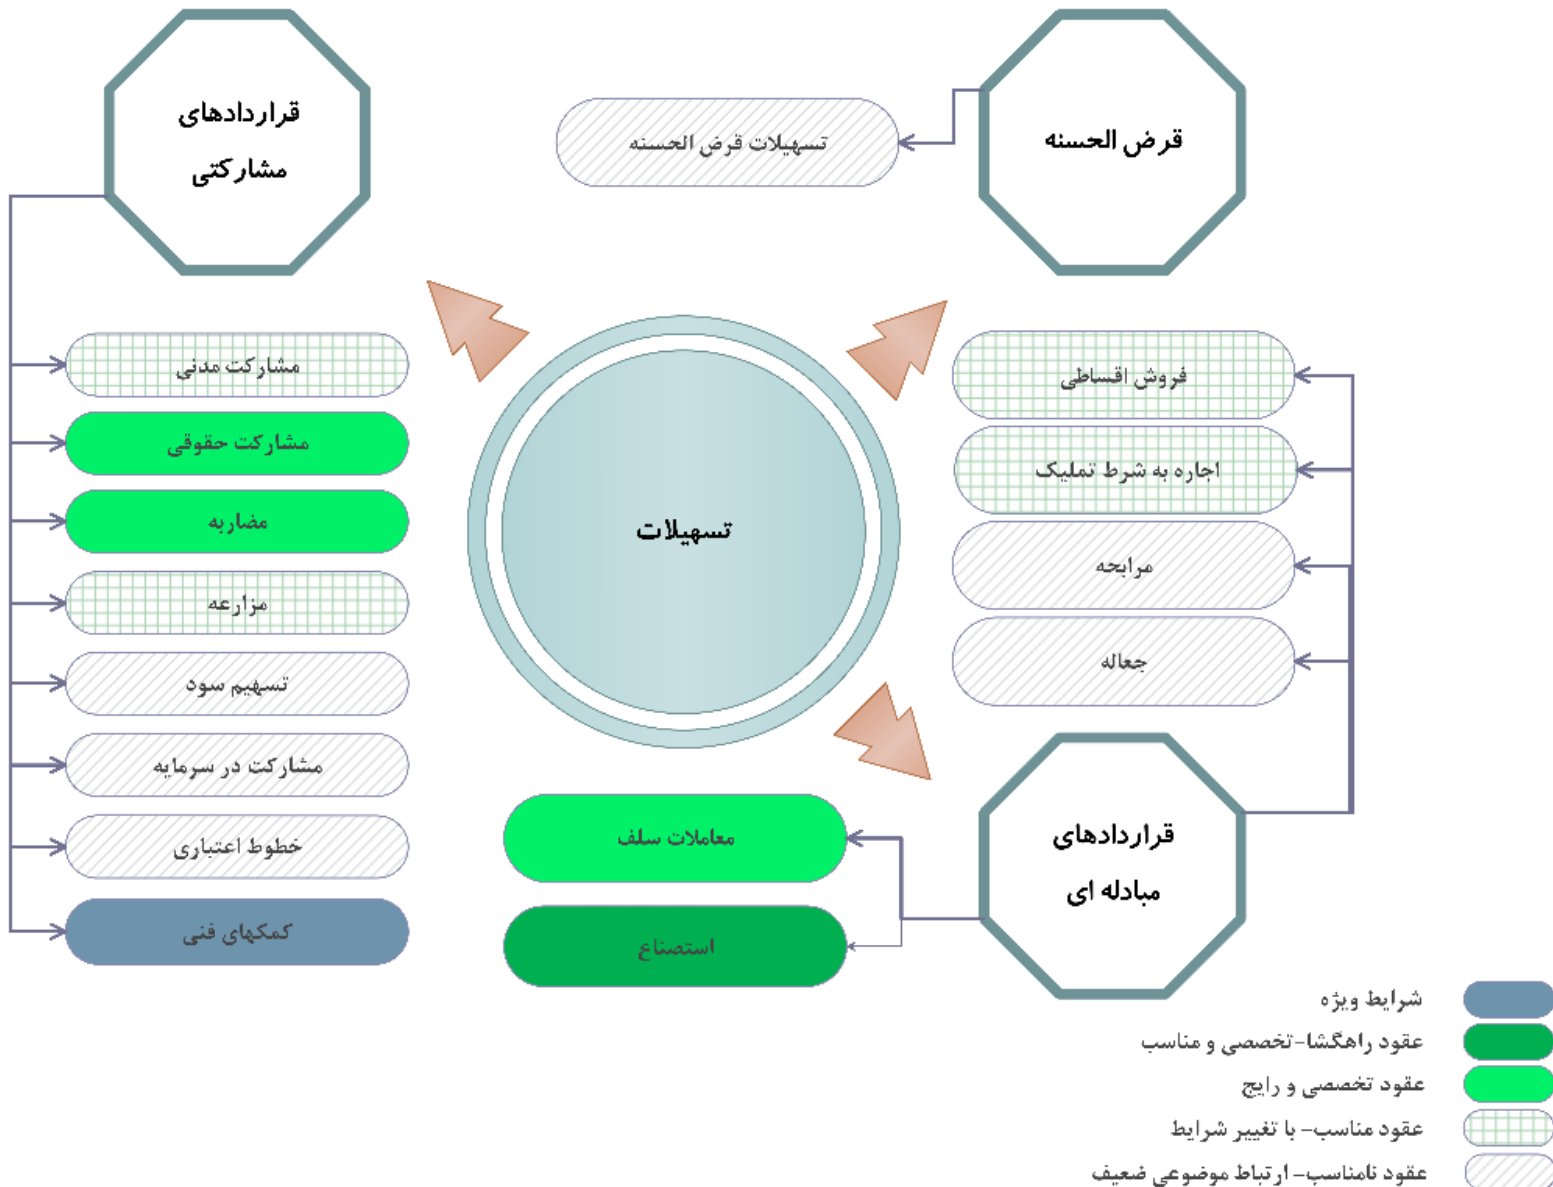 قرض الحسنه
تسهیلات قرض الحسنه
قراردادهای
مشارکتی
مشارکت مدنی
مشارکت حقوقی
مضاربه
مزارعه
تسهیم سود
مشارکت در سرمایه
خطوط اعتباری
کمکهای فنی
تسهیلات
فروش اقساطی
اجاره به شرط تملیک
مرابحه
جعاله
قراردادهای
مبادله ای
معاملات سلف
استصناع
شرایط ویژه
عقود راهگشا-تخصصی و مناسب
عقود تخصصی و رایج
عقود مناسب- با تغییر شرایط
عقود نامناسب- ارتباط موضوعی ضعیف